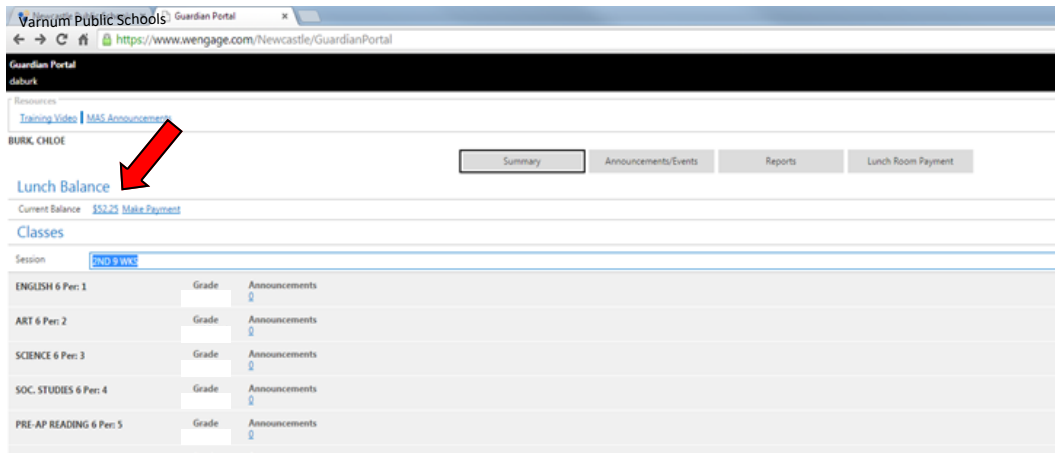 Varnum Public Schools Guardian Portal
https://www.wengage.com/Newcastle/GuardianPortal
Guardian Portal
daburk
Resources
Training Video MAS Announcements
BURK, CHLOE
Summary Announcements/Events Reports Lunch Room Payment
Lunch Balance
Current Balance $52.25 Make Payment
Classes
Session 2ND 9 WKS
ENGLISH 6 Per: 1 Grade Announcements
0
ART 6 Per: 2 Grade Announcements
0
SCIENCE 6 Per: 3 Grade Announcements
0
SOC. STUDIES 6 Per: 4 Grade Announcements
0
PRE-AP READING 6 Per: 5 Grade Announcements
0